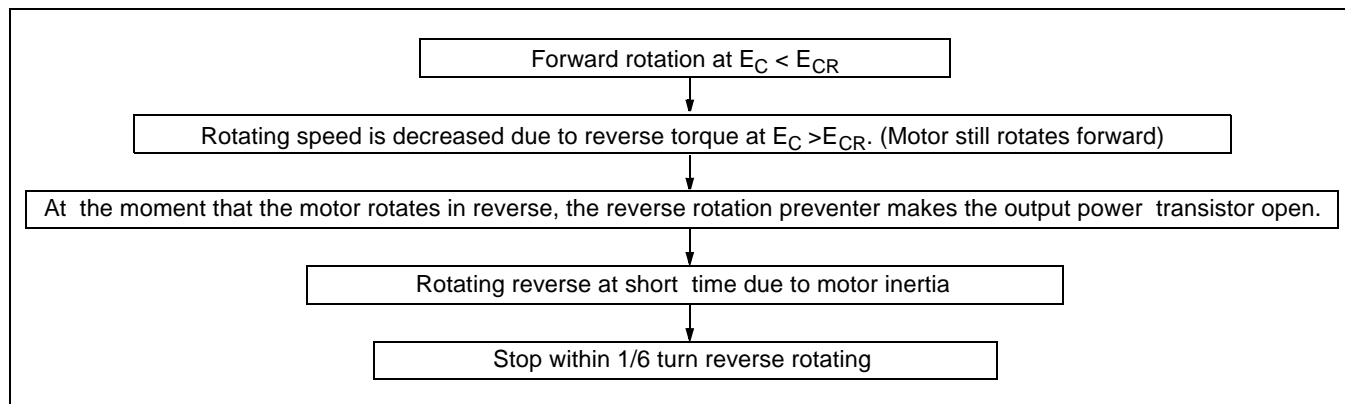 Forward rotation at E_C < E_CR
Rotating speed is decreased due to reverse torque at E_C >E_CR. (Motor still rotates forward)
At the moment that the motor rotates in reverse, the reverse rotation preventer makes the output power transistor open.
Rotating reverse at short time due to motor inertia
Stop within 1/6 turn reverse rotating